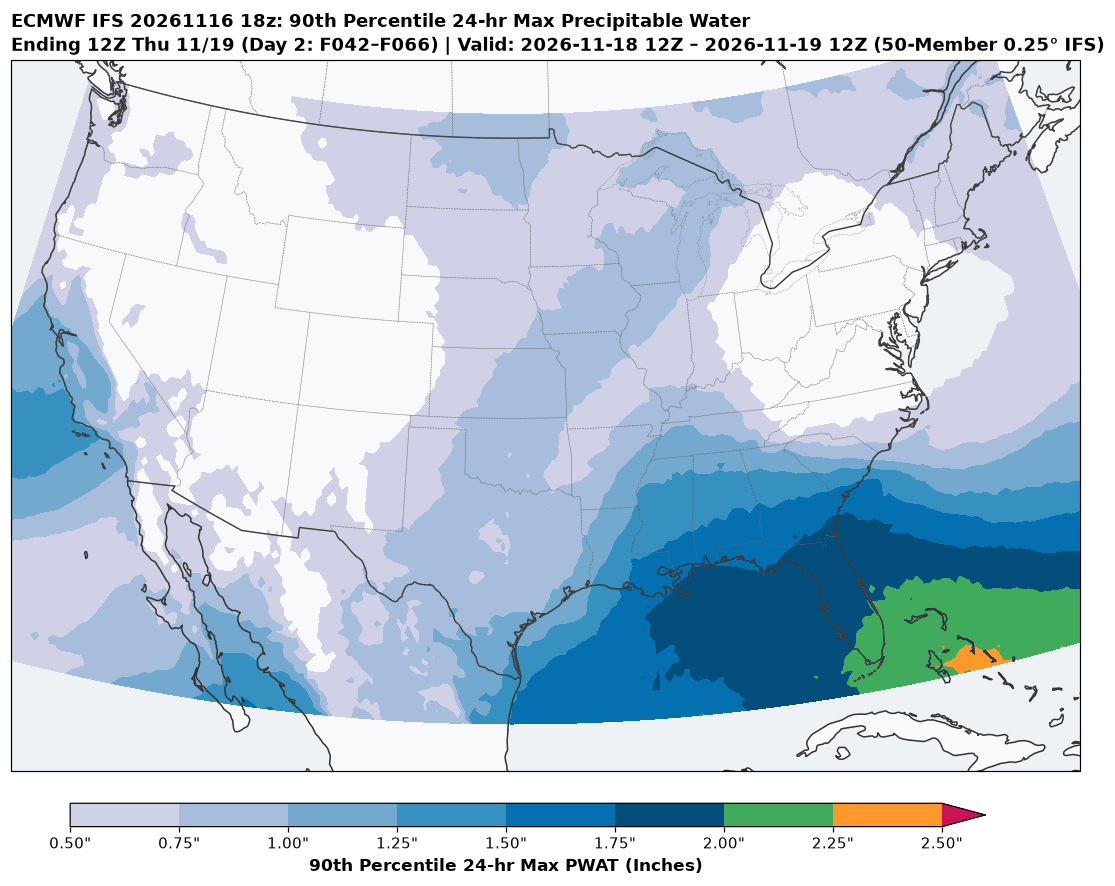 ECMWF IFS 20261116 18z: 90th Percentile 24-hr Max Precipitable Water
Ending 12Z Thu 11/19 (Day 2: F042–F066) | Valid: 2026-11-18 12Z – 2026-11-19 12Z (50-Member 0.25° IFS)
0.50" 0.75" 1.00" 1.25" 1.50" 1.75" 2.00" 2.25" 2.50"
90th Percentile 24-hr Max PWAT (Inches)